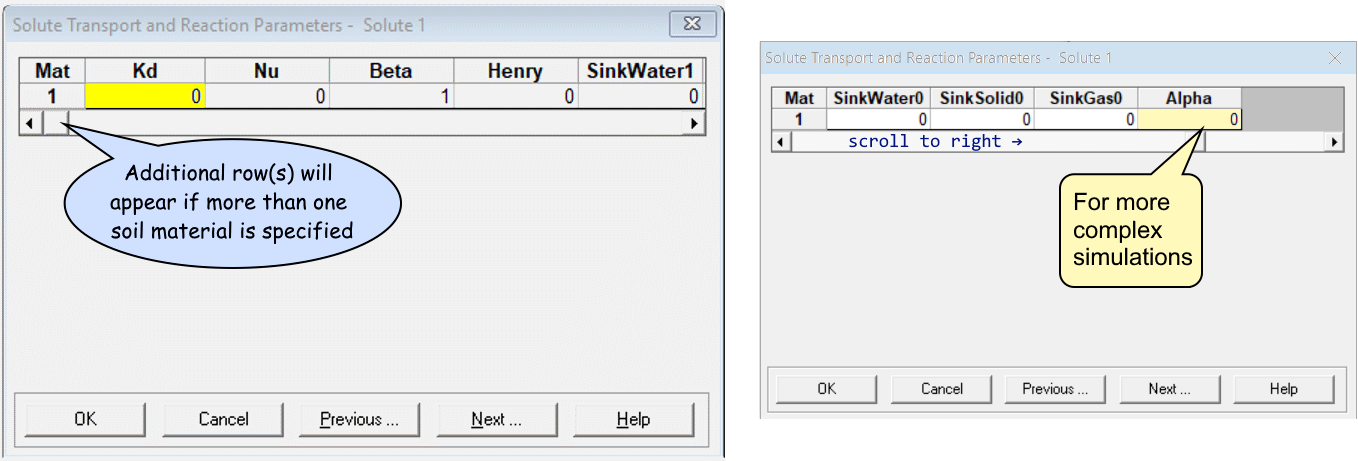 Solute Transport and Reaction Parameters - Solute 1
Mat Kd Nu Beta Henry SinkWater1
1 0 0 1 0 0
Additional row(s) will
appear if more than one
soil material is specified
OK Cancel Previous ... Next ... Help
Solute Transport and Reaction Parameters - Solute 1
Mat SinkWater0 SinkSolid0 SinkGas0 Alpha
1 0 0 0 0
scroll to right →
For more
complex
simulations
OK Cancel Previous ... Next ... Help